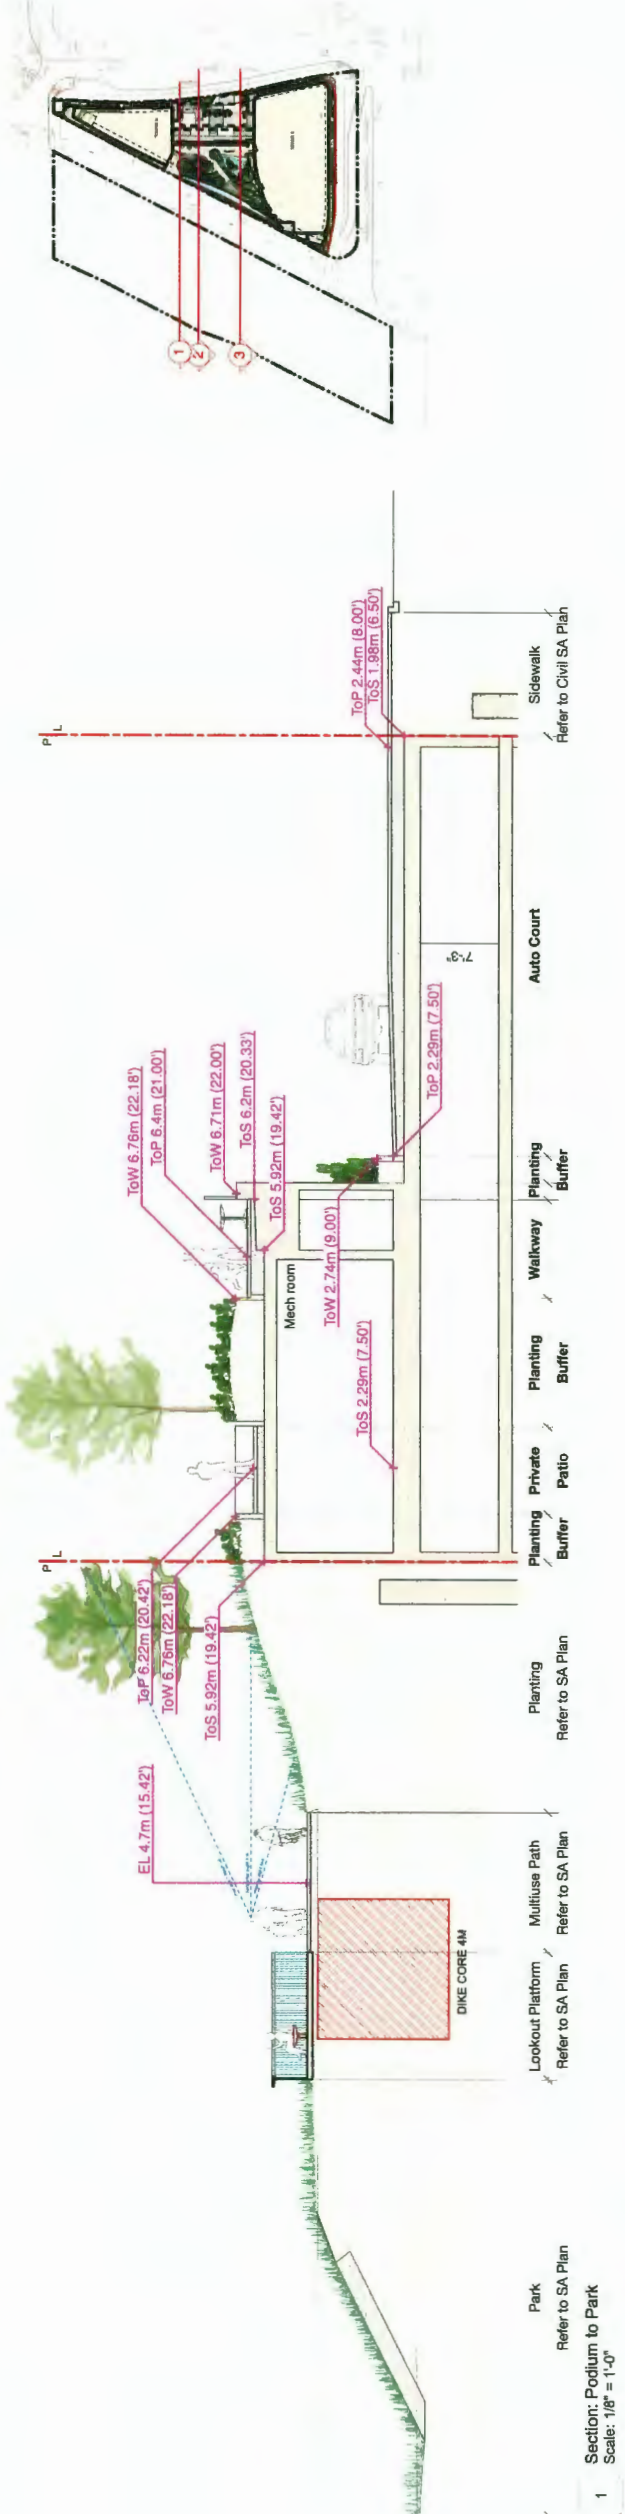 1
2
3
P L
P L
EL 4.7m (15.42')
ToP 6.22m (20.42')
ToW 6.76m (22.18')
ToS 5.92m (19.42')
ToW 6.76m (22.18')
ToP 6.4m (21.00')
ToW 6.71m (22.00')
ToS 6.2m (20.33')
ToS 5.92m (19.42')
ToP 2.44m (8.00')
ToS 1.98m (6.50')
Mech room
ToW 2.74m (9.00')
ToS 2.29m (7.50')
ToP 2.29m (7.50')
7'-3"
DIKE CORE 4M
Park
Refer to SA Plan
Lookout Platform
Refer to SA Plan
Multiuse Path
Refer to SA Plan
Planting
Refer to SA Plan
Planting
Buffer
Private
Patio
Planting
Buffer
Walkway
Planting
Buffer
Auto Court
Sidewalk
Refer to Civil SA Plan
1
Section: Podium to Park
Scale: 1/8" = 1'-0"